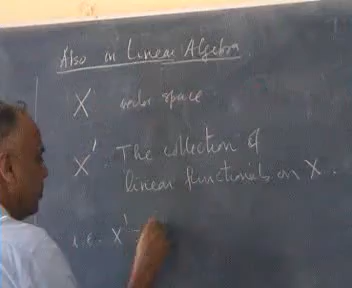 Also in Linear Algebra
X vector space
X' : The collection of
linear functionals on X.
i.e. X' =